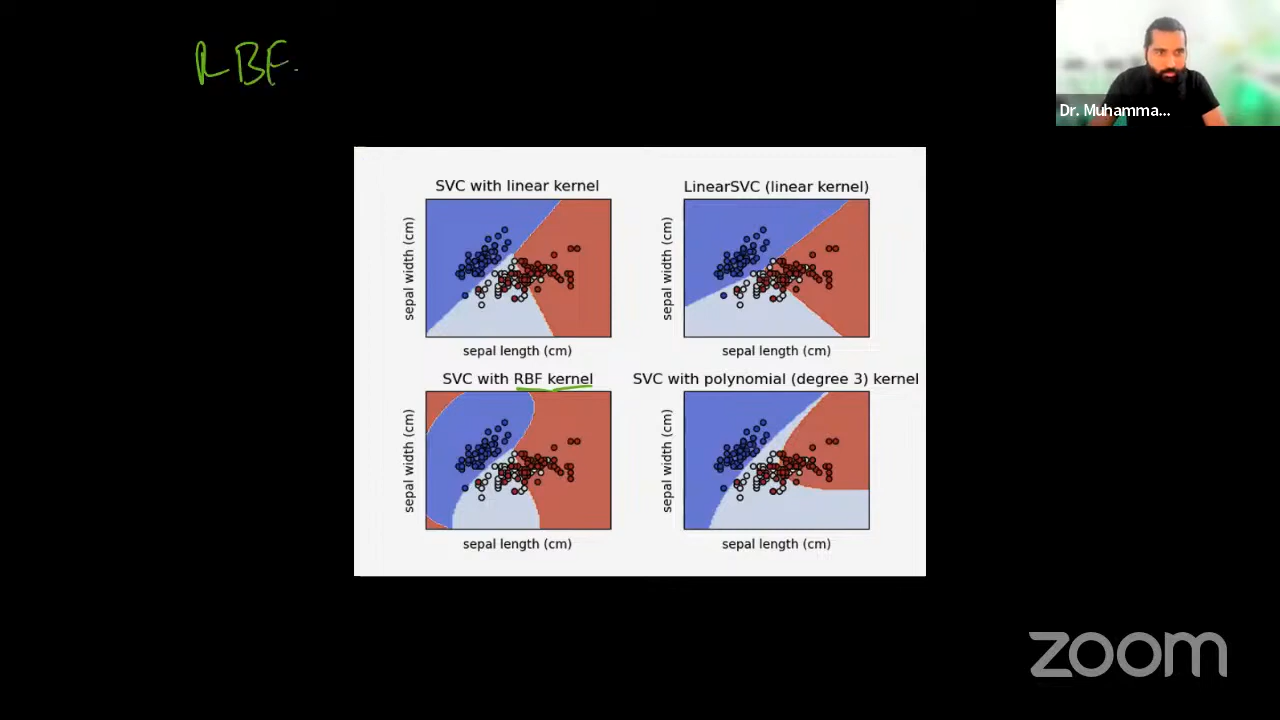 RBF.
Dr. Muhamma...
SVC with linear kernel
LinearSVC (linear kernel)
sepal width (cm)
sepal width (cm)
sepal length (cm)
sepal length (cm)
SVC with RBF kernel
SVC with polynomial (degree 3) kernel
sepal width (cm)
sepal width (cm)
sepal length (cm)
sepal length (cm)
zoom